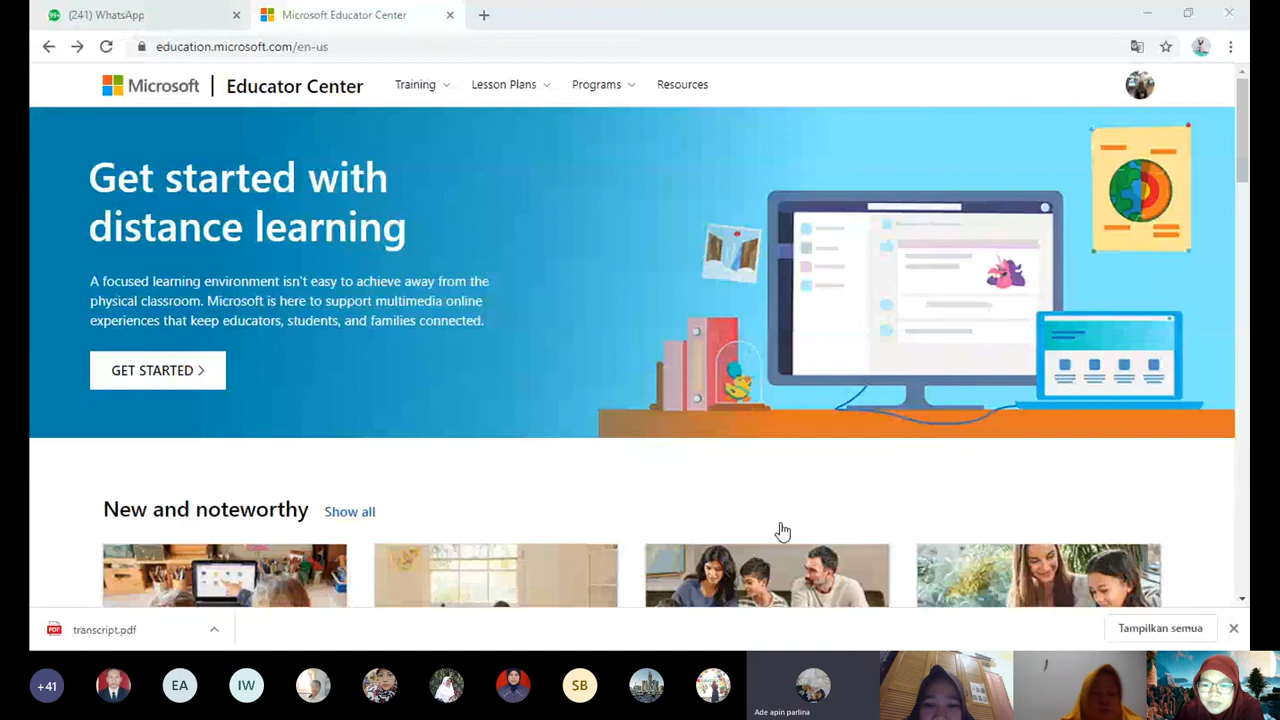 (241) WhatsApp
Microsoft Educator Center
education.microsoft.com/en-us
Microsoft | Educator Center
Training
Lesson Plans
Programs
Resources
Get started with
distance learning
A focused learning environment isn't easy to achieve away from the
physical classroom. Microsoft is here to support multimedia online
experiences that keep educators, students, and families connected.
GET STARTED
New and noteworthy
Show all
transcript.pdf
Tampilkan semua
+41
EA
IW
SB
Ade apin parlina